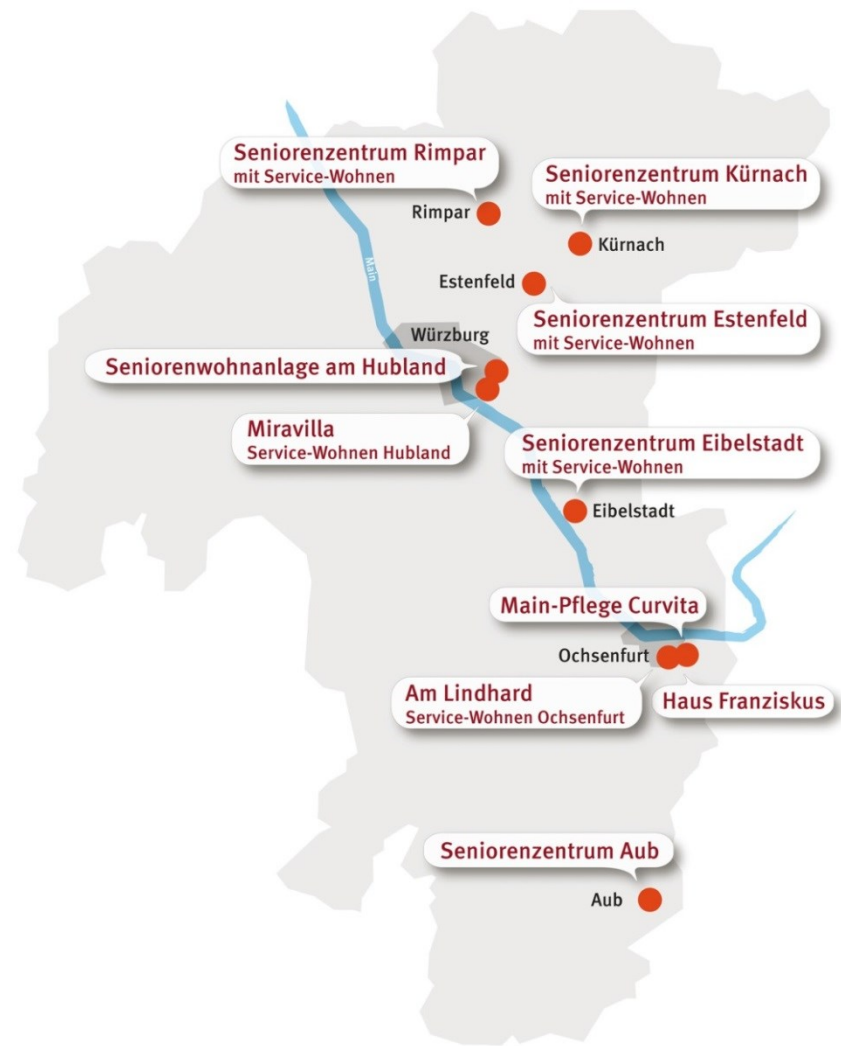 Seniorenzentrum Rimpar
mit Service-Wohnen
Rimpar
Seniorenzentrum Kürnach
mit Service-Wohnen
Kürnach
Main
Estenfeld
Seniorenzentrum Estenfeld
mit Service-Wohnen
Würzburg
Seniorenwohnanlage am Hubland
Miravilla
Service-Wohnen Hubland
Seniorenzentrum Eibelstadt
mit Service-Wohnen
Eibelstadt
Main-Pflege Curvita
Ochsenfurt
Am Lindhard
Service-Wohnen Ochsenfurt
Haus Franziskus
Seniorenzentrum Aub
Aub